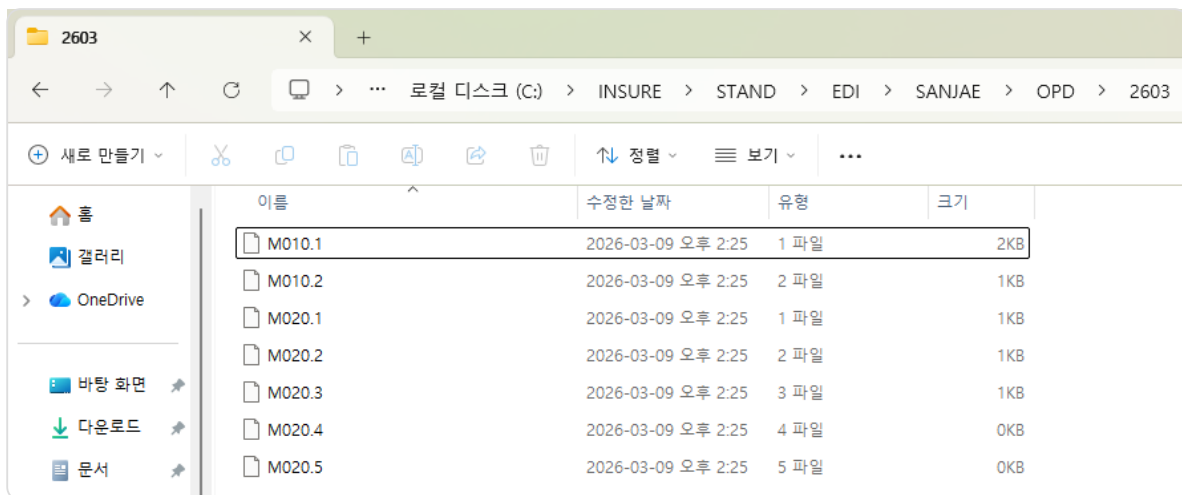 2603
··· 로컬 디스크 (C:) > INSURE > STAND > EDI > SANJAE > OPD > 2603
새로 만들기 정렬 보기 ···
이름 수정한 날짜 유형 크기
홈
갤러리
OneDrive
바탕 화면
다운로드
문서
M010.1 2026-03-09 오후 2:25 1 파일 2KB
M010.2 2026-03-09 오후 2:25 2 파일 1KB
M020.1 2026-03-09 오후 2:25 1 파일 1KB
M020.2 2026-03-09 오후 2:25 2 파일 1KB
M020.3 2026-03-09 오후 2:25 3 파일 1KB
M020.4 2026-03-09 오후 2:25 4 파일 0KB
M020.5 2026-03-09 오후 2:25 5 파일 0KB